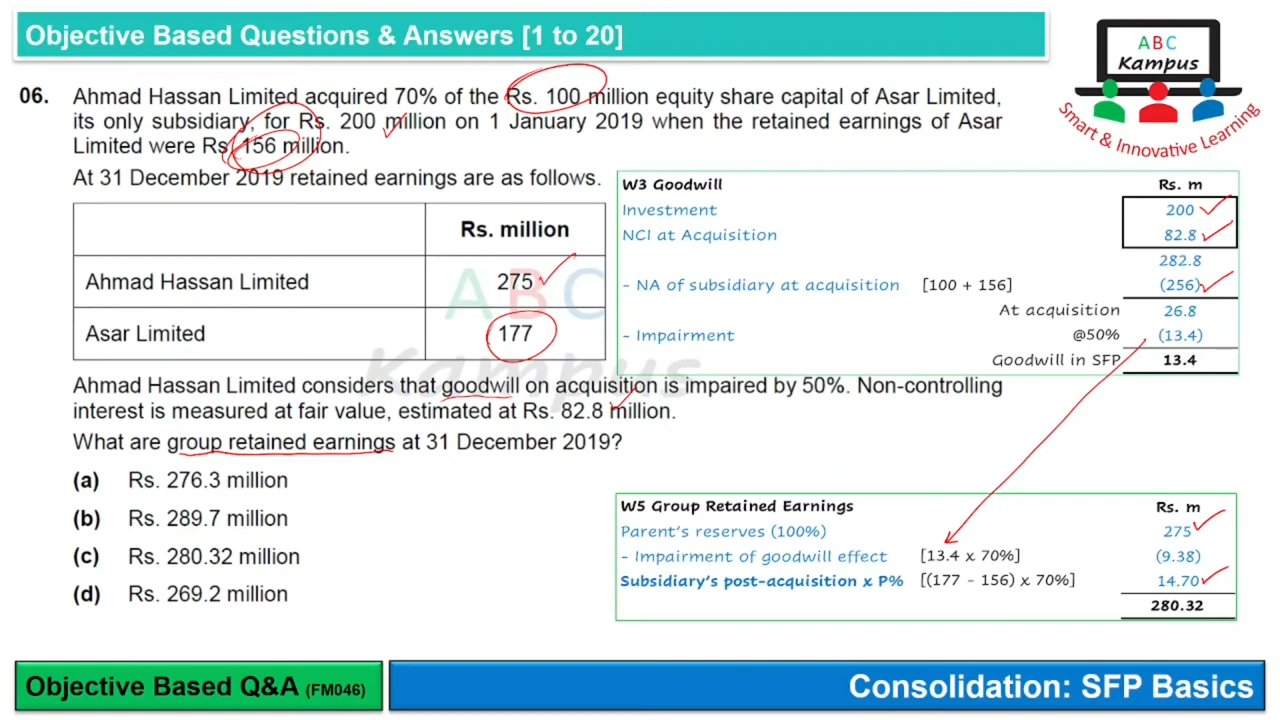 Objective Based Questions & Answers [1 to 20]
A B C
Kampus
Smart & Innovative Learning
06. Ahmad Hassan Limited acquired 70% of the Rs. 100 million equity share capital of Asar Limited,
its only subsidiary, for Rs. 200 million on 1 January 2019 when the retained earnings of Asar
Limited were Rs. 156 million.
At 31 December 2019 retained earnings are as follows.
Rs. million
Ahmad Hassan Limited 275
Asar Limited 177
ABC
Kampus
W3 Goodwill Rs. m
Investment 200
NCI at Acquisition 82.8
282.8
- NA of subsidiary at acquisition [100 + 156] (256)
At acquisition 26.8
- Impairment @50% (13.4)
Goodwill in SFP 13.4
Ahmad Hassan Limited considers that goodwill on acquisition is impaired by 50%. Non-controlling
interest is measured at fair value, estimated at Rs. 82.8 million.
What are group retained earnings at 31 December 2019?
(a) Rs. 276.3 million
(b) Rs. 289.7 million
(c) Rs. 280.32 million
(d) Rs. 269.2 million
W5 Group Retained Earnings Rs. m
Parent's reserves (100%) 275
- Impairment of goodwill effect [13.4 x 70%] (9.38)
Subsidiary's post-acquisition x P% [(177 - 156) x 70%] 14.70
280.32
Objective Based Q&A (FM046)
Consolidation: SFP Basics